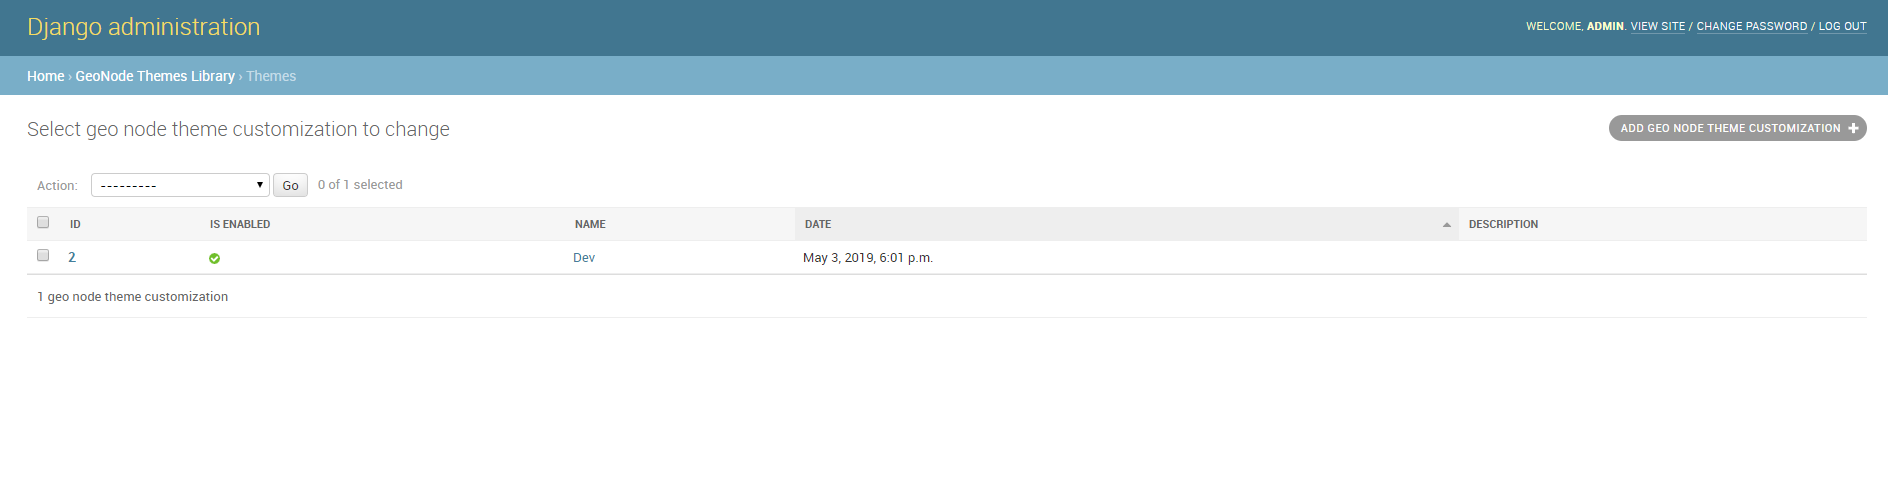 Django administration
WELCOME, ADMIN. VIEW SITE / CHANGE PASSWORD / LOG OUT
Home › GeoNode Themes Library › Themes
Select geo node theme customization to change
ADD GEO NODE THEME CUSTOMIZATION
Action: --------- Go 0 of 1 selected
ID IS ENABLED NAME DATE DESCRIPTION
2 Dev May 3, 2019, 6:01 p.m.
1 geo node theme customization